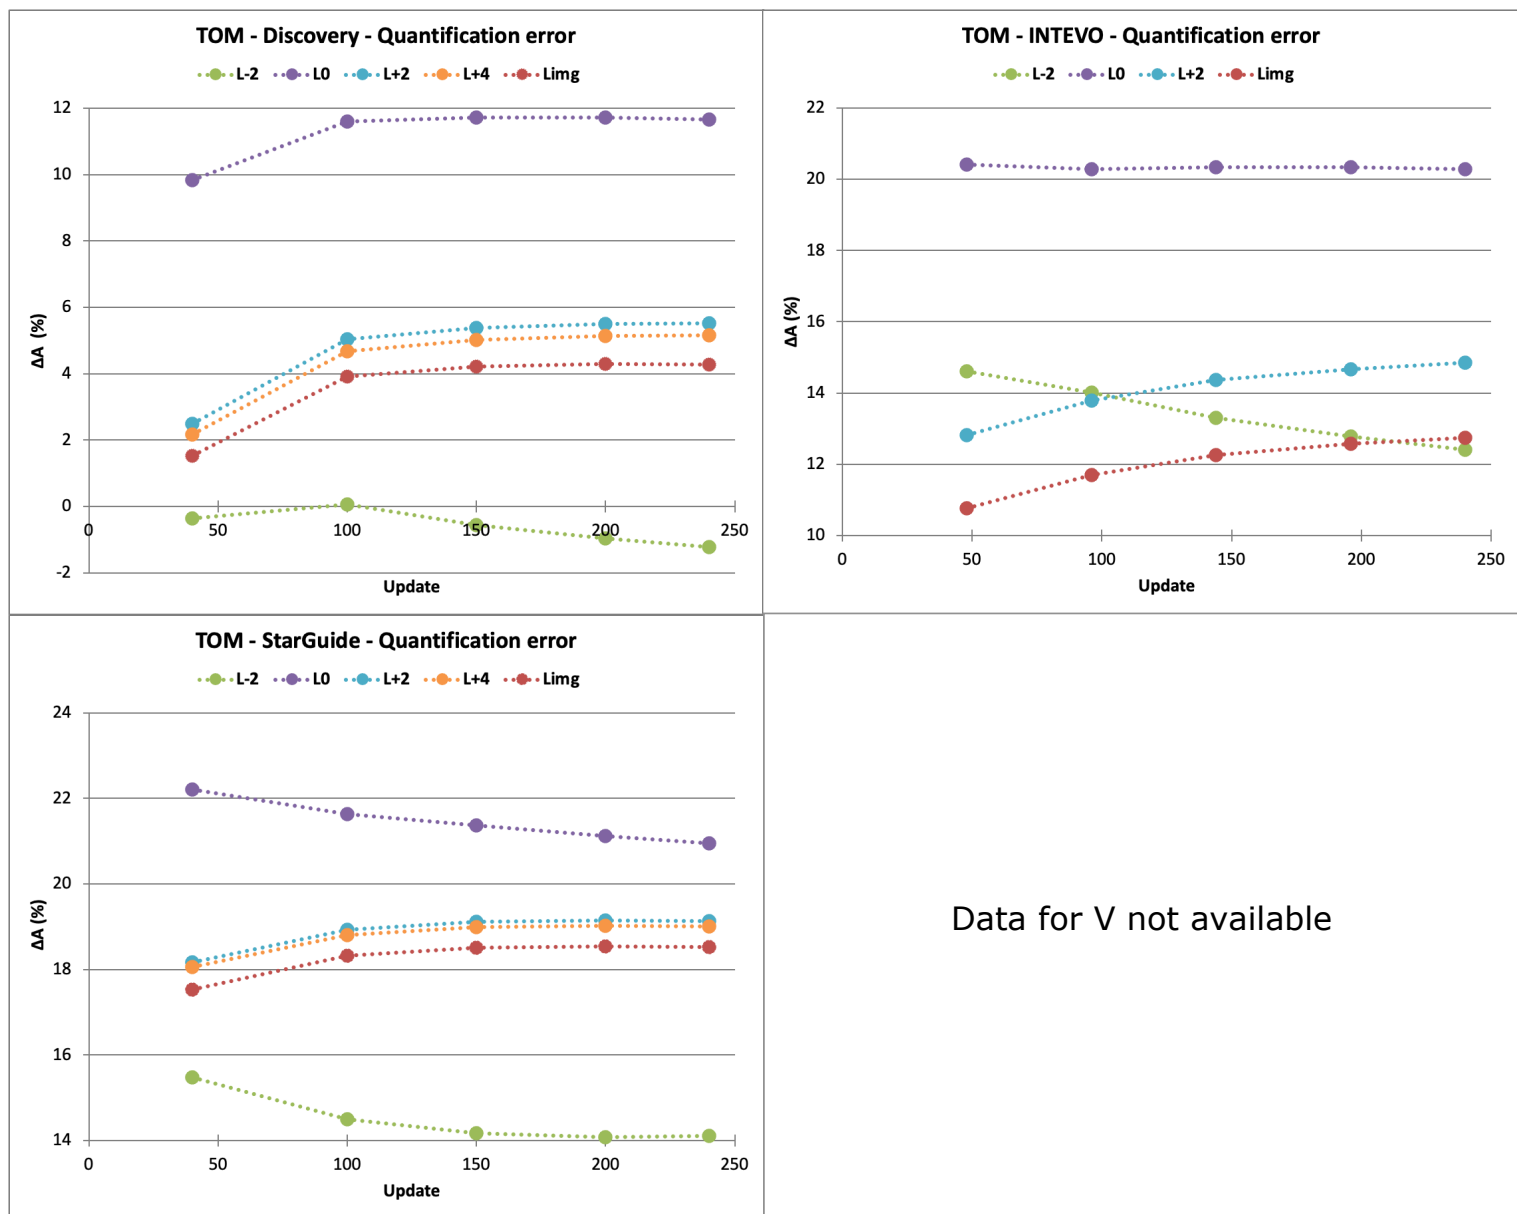 TOM - Discovery - Quantification error
L-2 L0 L+2 L+4 Limg
12
10
8
6
4
2
0
-2
ΔA (%)
0 50 100 150 200 250
Update
TOM - INTEVO - Quantification error
L-2 L0 L+2 Limg
22
20
18
16
14
12
10
ΔA (%)
0 50 100 150 200 250
Update
TOM - StarGuide - Quantification error
L-2 L0 L+2 L+4 Limg
24
22
20
18
16
14
ΔA (%)
0 50 100 150 200 250
Update
Data for V not available